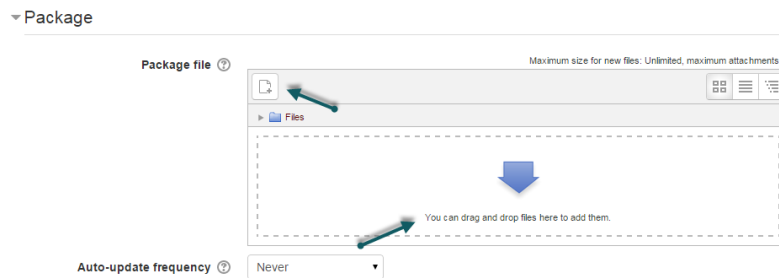 Package
Package file
Maximum size for new files: Unlimited, maximum attachments
Files
You can drag and drop files here to add them.
Auto-update frequency
Never